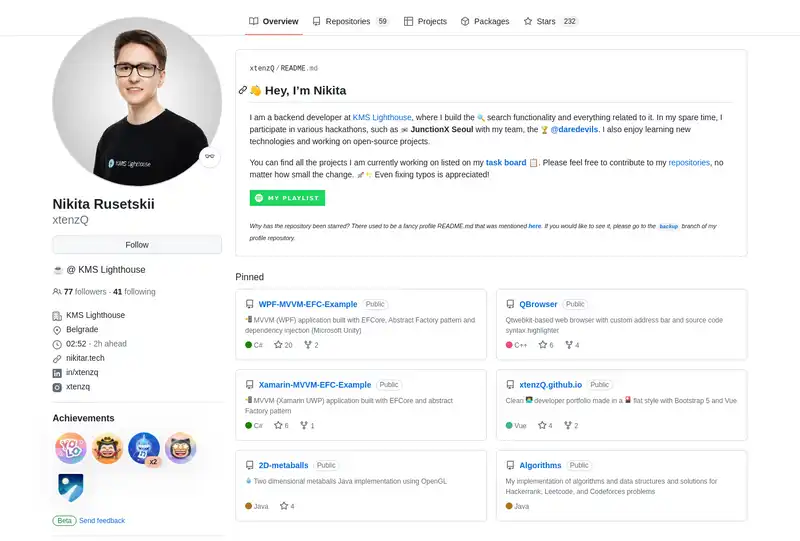 Overview
Repositories 59
Projects
Packages
Stars 232
KMS Lighthouse
Nikita Rusetskii
xtenzQ
Follow
@ KMS Lighthouse
77 followers · 41 following
KMS Lighthouse
Belgrade
02:52 - 2h ahead
nikitar.tech
in/xtenzq
xtenzq
Achievements
YOLO
x2
Beta Send feedback
xtenzQ / README.md
👋 Hey, I'm Nikita
I am a backend developer at KMS Lighthouse, where I build the 🔍 search functionality and everything related to it. In my spare time, I
participate in various hackathons, such as JunctionX Seoul with my team, the 🏆 @daredevils. I also enjoy learning new
technologies and working on open-source projects.
You can find all the projects I am currently working on listed on my task board 📋. Please feel free to contribute to my repositories, no
matter how small the change. Even fixing typos is appreciated!
MY PLAYLIST
Why has the repository been starred? There used to be a fancy profile README.md that was mentioned here. If you would like to see it, please go to the backup branch of my
profile repository.
Pinned
WPF-MVVM-EFC-Example Public
MVVM (WPF) application built with EFCore, Abstract Factory pattern and
dependency injection (Microsoft Unity)
C# 20 2
QBrowser Public
Qtwebkit-based web browser with custom address bar and source code
syntax highlighter
C++ 6 4
Xamarin-MVVM-EFC-Example Public
MVVM (Xamarin UWP) application built with EFCore and abstract
Factory pattern
C# 6 1
xtenzQ.github.io Public
Clean developer portfolio made in a flat style with Bootstrap 5 and Vue
Vue 4 2
2D-metaballs Public
Two dimensional metaballs Java implementation using OpenGL
Java 4
Algorithms Public
My implementation of algorithms and data structures and solutions for
Hackerrank, Leetcode, and Codeforces problems
Java